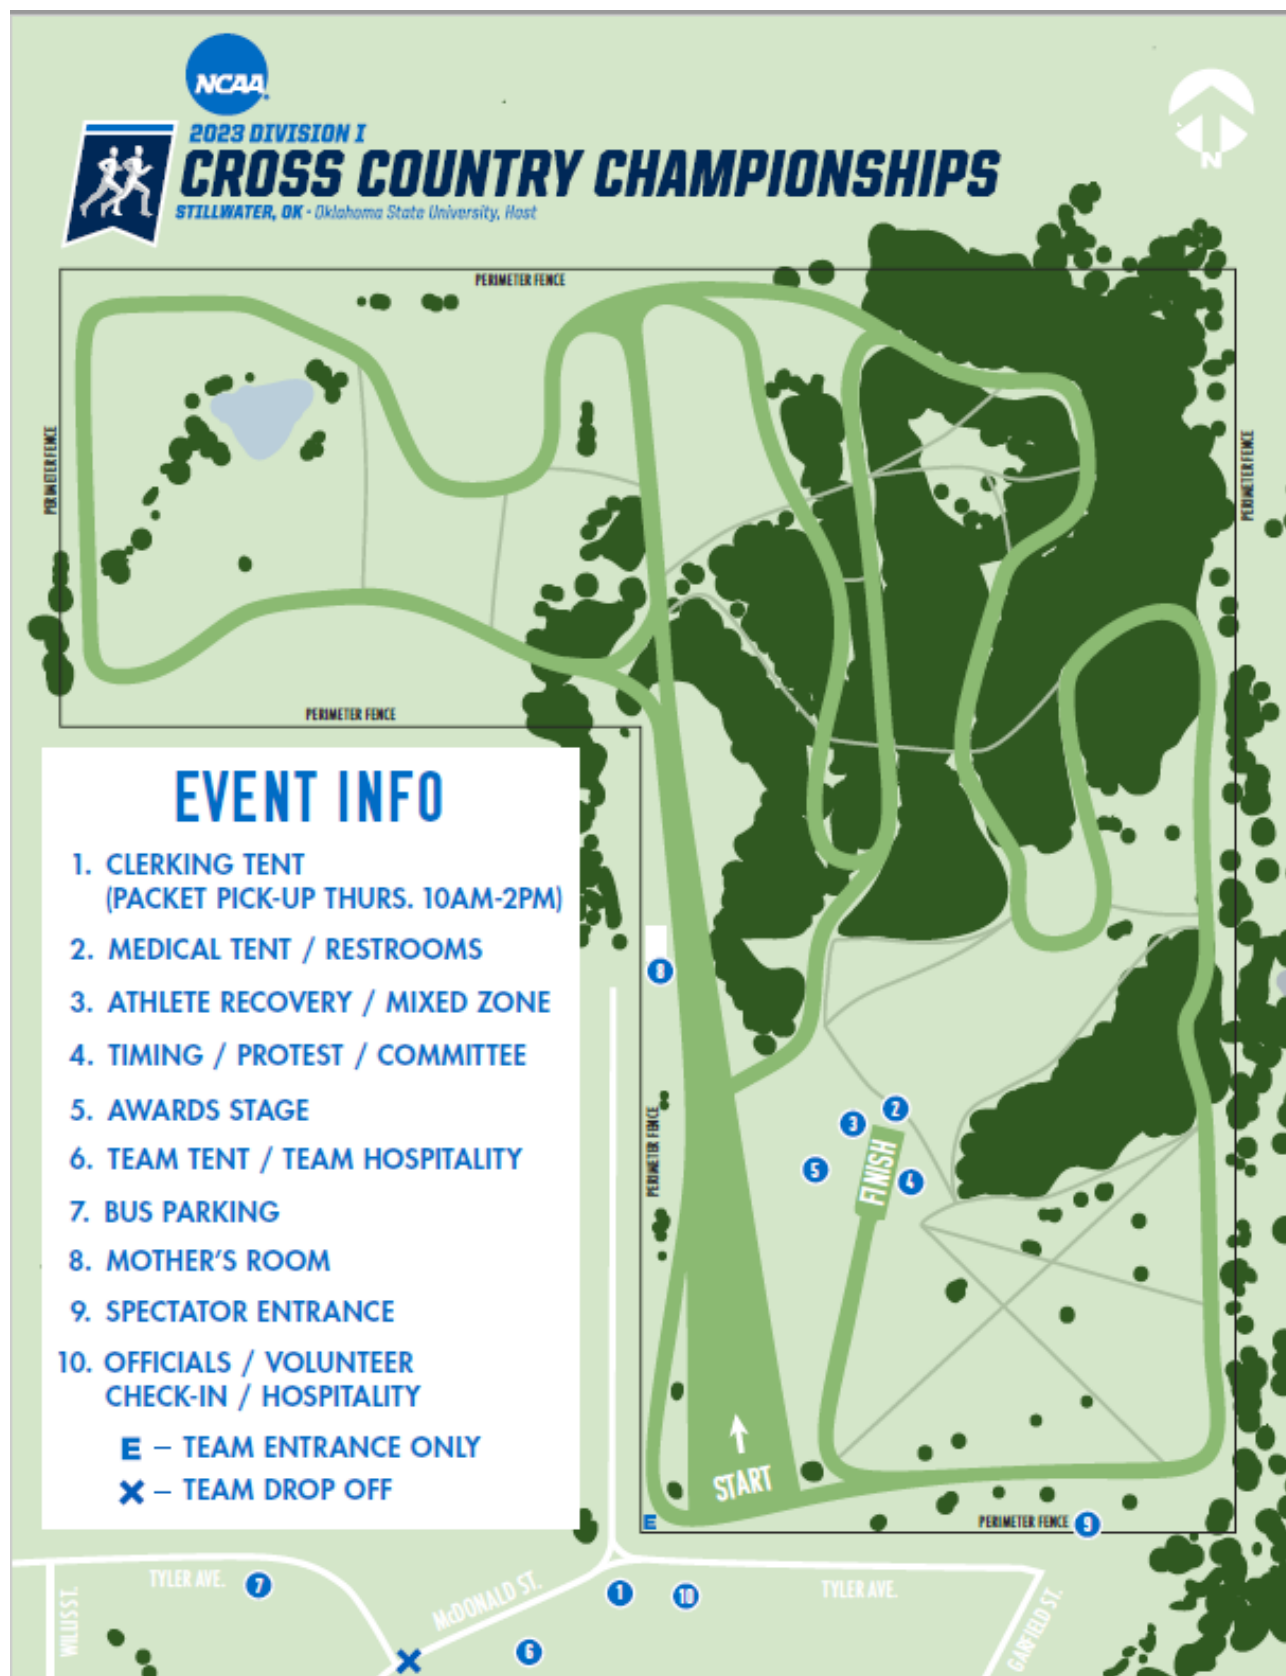 NCAA
2023 DIVISION I
CROSS COUNTRY CHAMPIONSHIPS
STILLWATER, OK - Oklahoma State University, Host
N
PERIMETER FENCE
PERIMETER FENCE
PERIMETER FENCE
PERIMETER FENCE
EVENT INFO
1. CLERKING TENT
(PACKET PICK-UP THURS. 10AM-2PM)
2. MEDICAL TENT / RESTROOMS
3. ATHLETE RECOVERY / MIXED ZONE
4. TIMING / PROTEST / COMMITTEE
5. AWARDS STAGE
6. TEAM TENT / TEAM HOSPITALITY
7. BUS PARKING
8. MOTHER'S ROOM
9. SPECTATOR ENTRANCE
10. OFFICIALS / VOLUNTEER
CHECK-IN / HOSPITALITY
E – TEAM ENTRANCE ONLY
X – TEAM DROP OFF
8
PERIMETER FENCE
2
3
5
4
FINISH
START
E
PERIMETER FENCE 9
TYLER AVE. 7
WILLIS ST.
McDONALD ST.
1
10
TYLER AVE.
GARFIELD ST.
6